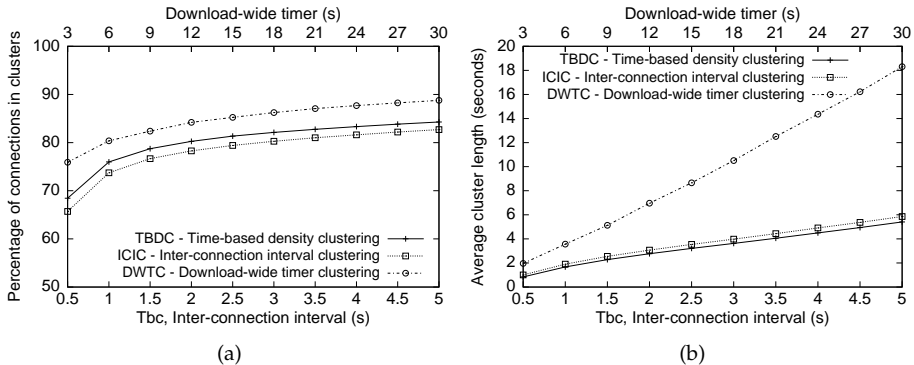 Download-wide timer (s)
3 6 9 12 15 18 21 24 27 30
Percentage of connections in clusters
100
90
80
70
60
50
TBDC - Time-based density clustering
ICIC - Inter-connection interval clustering
DWTC - Download-wide timer clustering
0.5 1 1.5 2 2.5 3 3.5 4 4.5 5
Tbc, Inter-connection interval (s)
(a)
Download-wide timer (s)
3 6 9 12 15 18 21 24 27 30
Average cluster length (seconds)
20
18
16
14
12
10
8
6
4
2
0
TBDC - Time-based density clustering
ICIC - Inter-connection interval clustering
DWTC - Download-wide timer clustering
0.5 1 1.5 2 2.5 3 3.5 4 4.5 5
Tbc, Inter-connection interval (s)
(b)